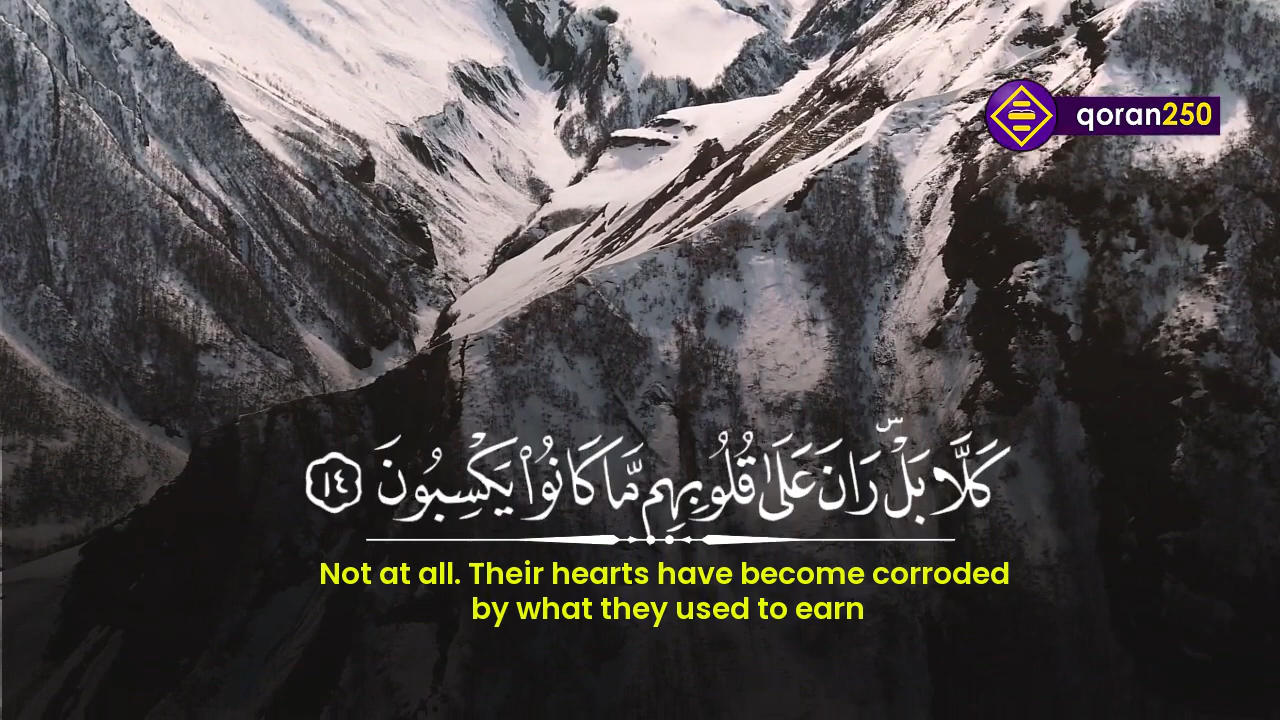 qoran250
كَلَّا بَلْ ۜ رَانَ عَلَىٰ قُلُوبِهِم مَّا كَانُوا۟ يَكْسِبُونَ ١٤
Not at all. Their hearts have become corroded
by what they used to earn